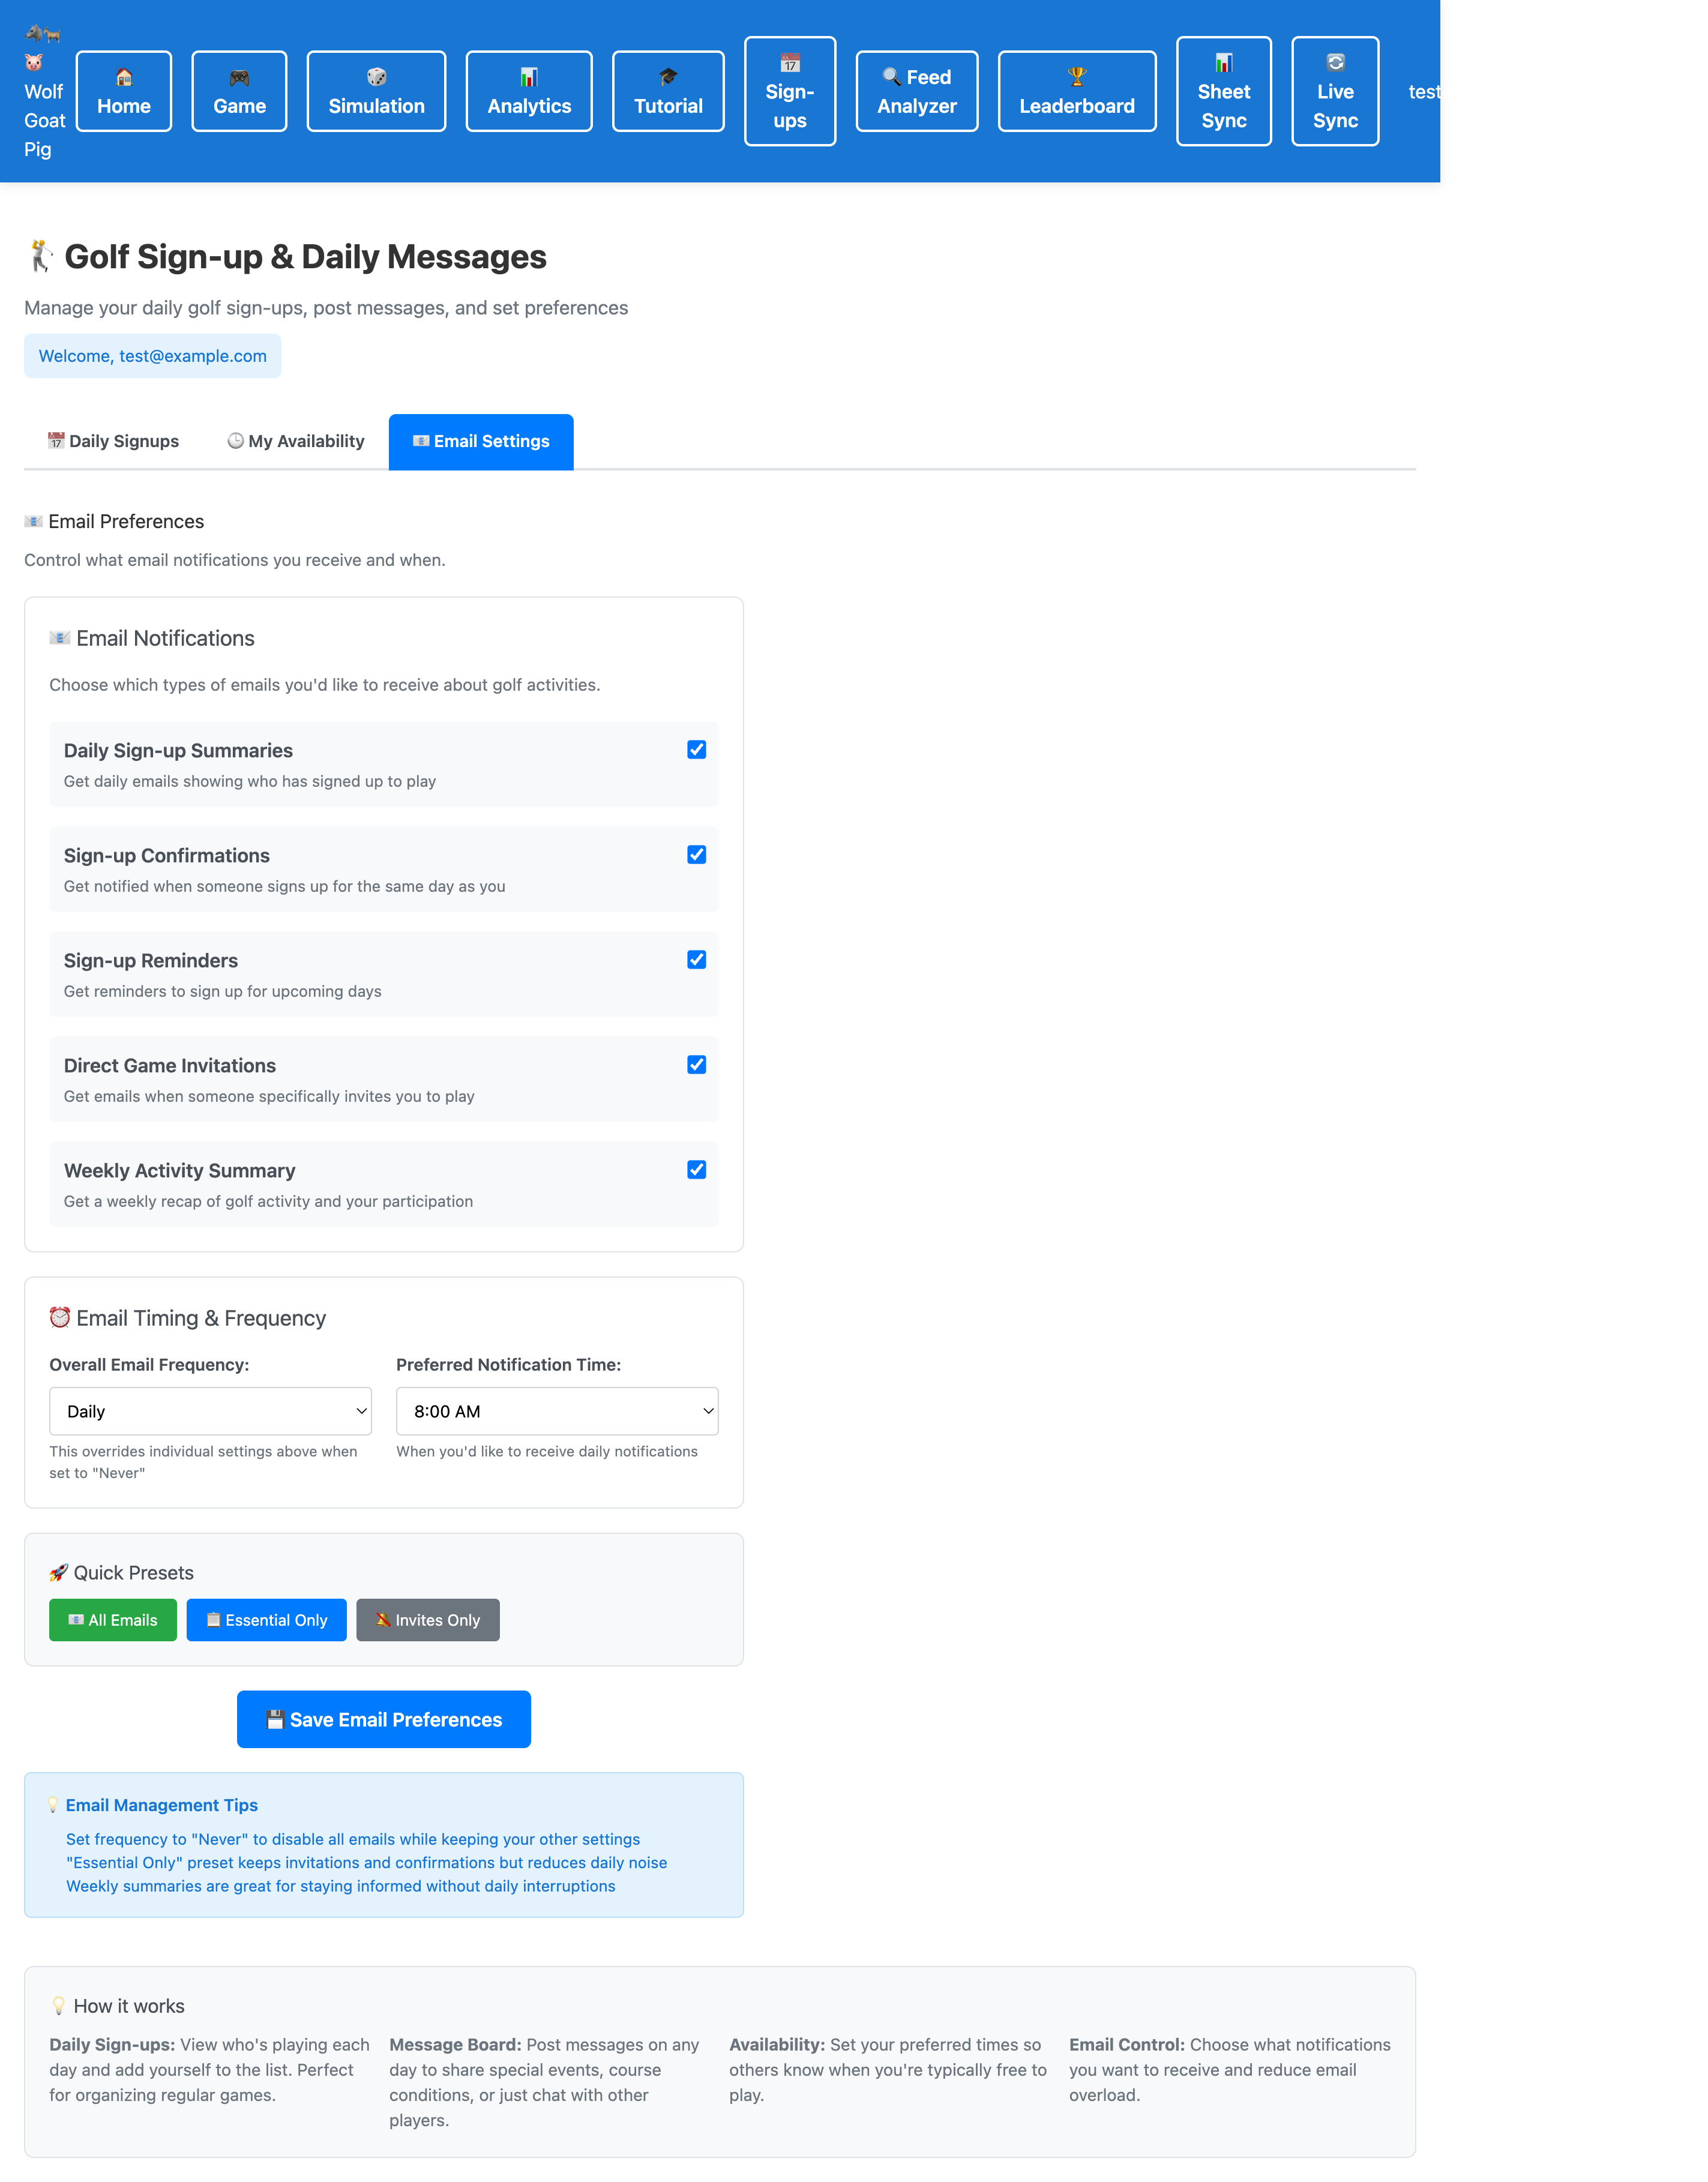 Wolf
Goat
Pig
Home
Game
Simulation
Analytics
Tutorial
Sign-
ups
Feed
Analyzer
Leaderboard
Sheet
Sync
Live
Sync
test
Golf Sign-up & Daily Messages
Manage your daily golf sign-ups, post messages, and set preferences
Welcome, test@example.com
Daily Signups
My Availability
Email Settings
Email Preferences
Control what email notifications you receive and when.
Email Notifications
Choose which types of emails you'd like to receive about golf activities.
Daily Sign-up Summaries
Get daily emails showing who has signed up to play
Sign-up Confirmations
Get notified when someone signs up for the same day as you
Sign-up Reminders
Get reminders to sign up for upcoming days
Direct Game Invitations
Get emails when someone specifically invites you to play
Weekly Activity Summary
Get a weekly recap of golf activity and your participation
Email Timing & Frequency
Overall Email Frequency:
Daily
This overrides individual settings above when
set to "Never"
Preferred Notification Time:
8:00 AM
When you'd like to receive daily notifications
Quick Presets
All Emails
Essential Only
Invites Only
Save Email Preferences
Email Management Tips
Set frequency to "Never" to disable all emails while keeping your other settings
"Essential Only" preset keeps invitations and confirmations but reduces daily noise
Weekly summaries are great for staying informed without daily interruptions
How it works
Daily Sign-ups: View who's playing each
day and add yourself to the list. Perfect
for organizing regular games.
Message Board: Post messages on any
day to share special events, course
conditions, or just chat with other
players.
Availability: Set your preferred times so
others know when you're typically free to
play.
Email Control: Choose what notifications
you want to receive and reduce email
overload.